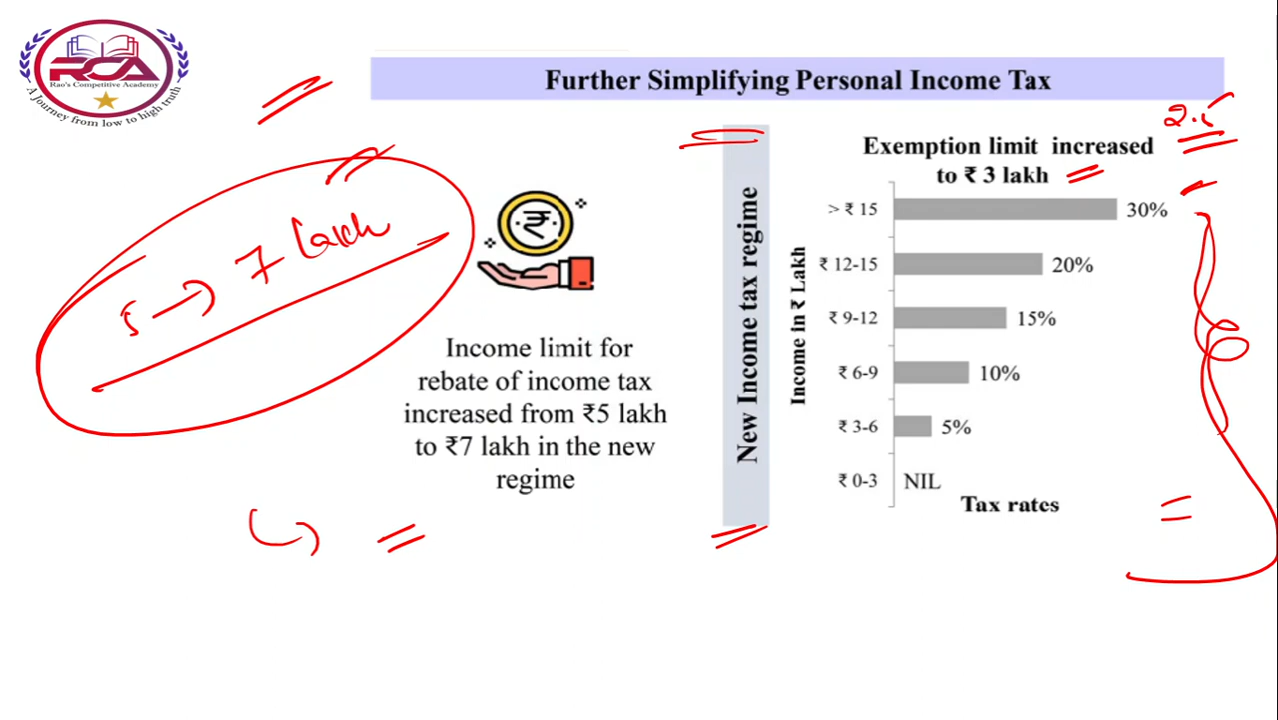 RCA
Rao's Competitive Academy
A Journey from low to high truth
Further Simplifying Personal Income Tax
5 → 7 lakh
Income limit for
rebate of income tax
increased from ₹5 lakh
to ₹7 lakh in the new
regime
New Income tax regime
2.5
Exemption limit increased
to ₹ 3 lakh
Income in ₹ Lakh
> ₹ 15 30%
₹ 12-15 20%
₹ 9-12 15%
₹ 6-9 10%
₹ 3-6 5%
₹ 0-3 NIL
Tax rates